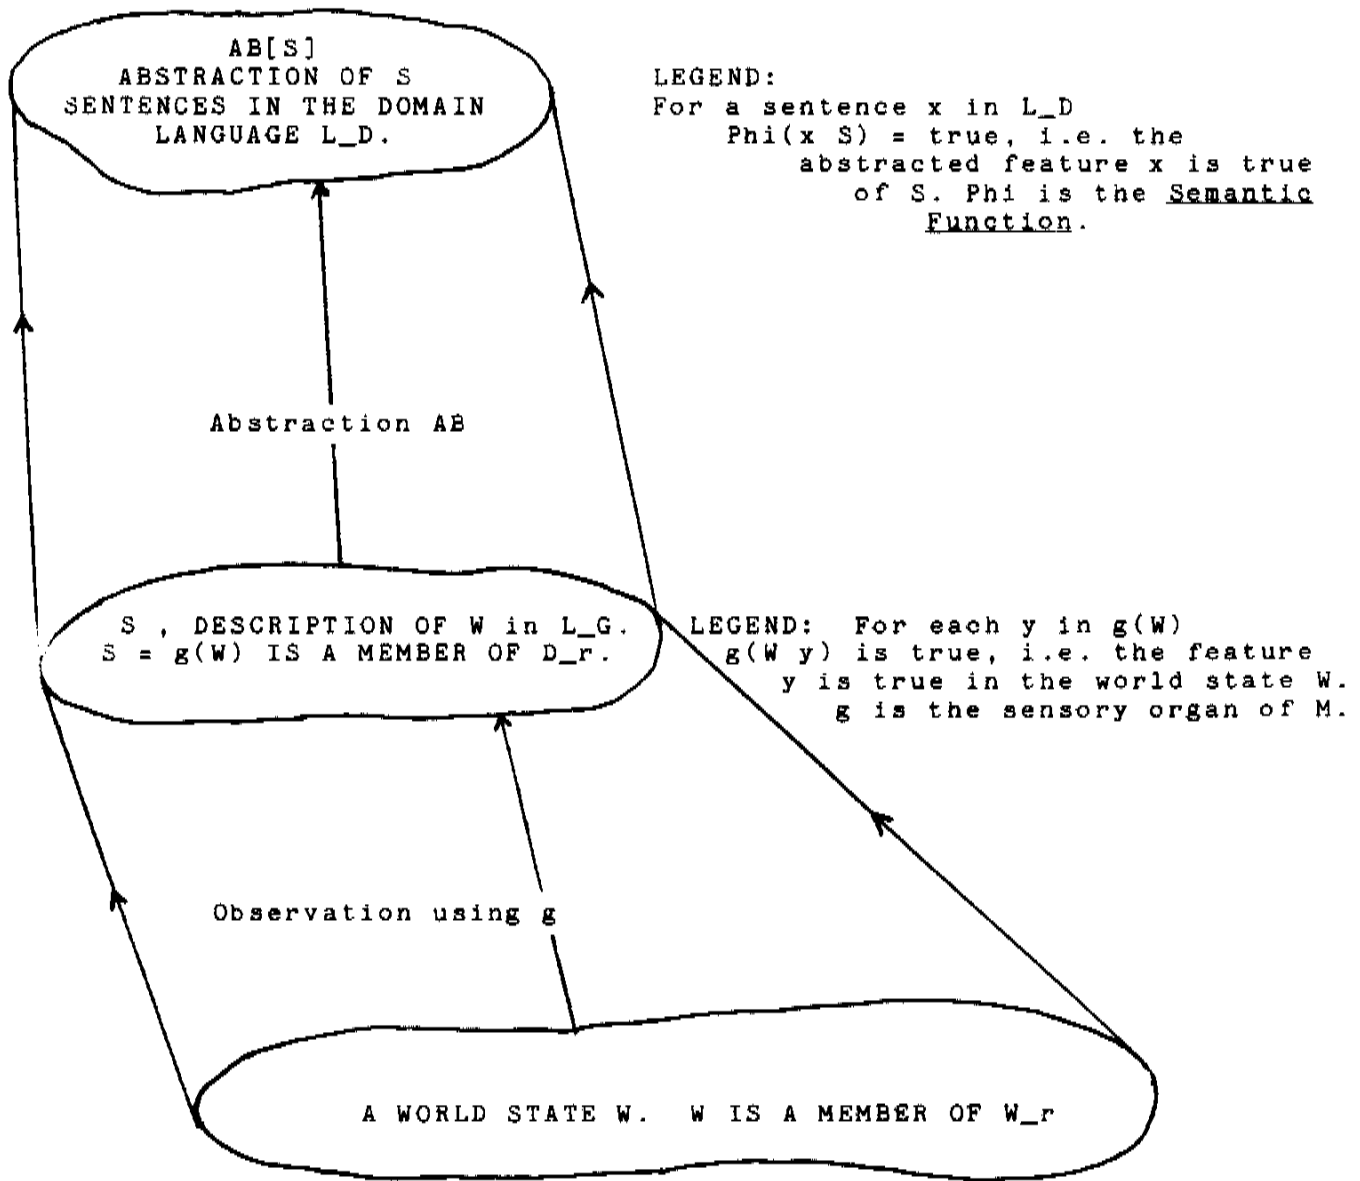 AB[S]
ABSTRACTION OF S
SENTENCES IN THE DOMAIN
LANGUAGE L_D.
LEGEND:
For a sentence x in L_D
Phi(x S) = true, i.e. the
abstracted feature x is true
of S. Phi is the Semantic
Function.
Abstraction AB
S , DESCRIPTION OF W in L_G.
S = g(W) IS A MEMBER OF D_r.
LEGEND: For each y in g(W)
g(W y) is true, i.e. the feature
y is true in the world state W.
g is the sensory organ of M.
Observation using g
A WORLD STATE W. W IS A MEMBER OF W_r